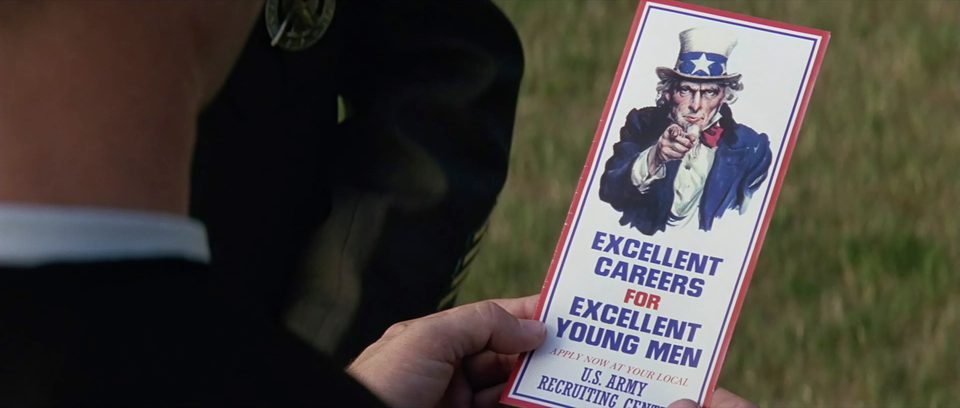 EXCELLENT
CAREERS
FOR
EXCELLENT
YOUNG MEN
APPLY NOW AT YOUR LOCAL
U.S. ARMY
RECRUITING